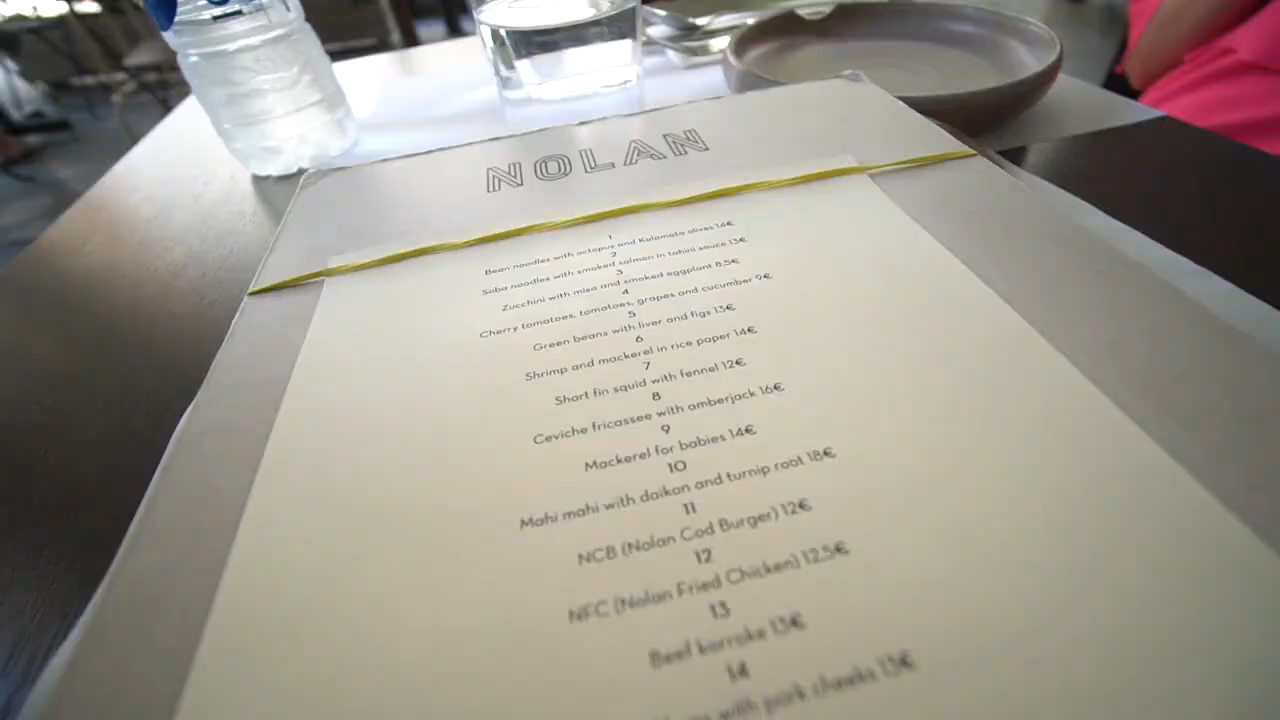 NOLAN
1
Bean noodles with octopus and Kalamata olives 14€
2
Soba noodles with smoked salmon in tahini sauce 13€
3
Zucchini with miso and smoked eggplant 8.5€
4
Cherry tomatoes, tomatoes, grapes and cucumber 9€
5
Green beans with liver and figs 13€
6
Shrimp and mackerel in rice paper 14€
7
Short fin squid with fennel 12€
8
Ceviche fricassee with amberjack 16€
9
Mackerel for babies 14€
10
Mahi mahi with daikon and turnip root 18€
11
NCB (Nolan Cod Burger) 12€
12
NFC (Nolan Fried Chicken) 12.5€
13
Beef korroke 13€
14
with pork cheeks 13€